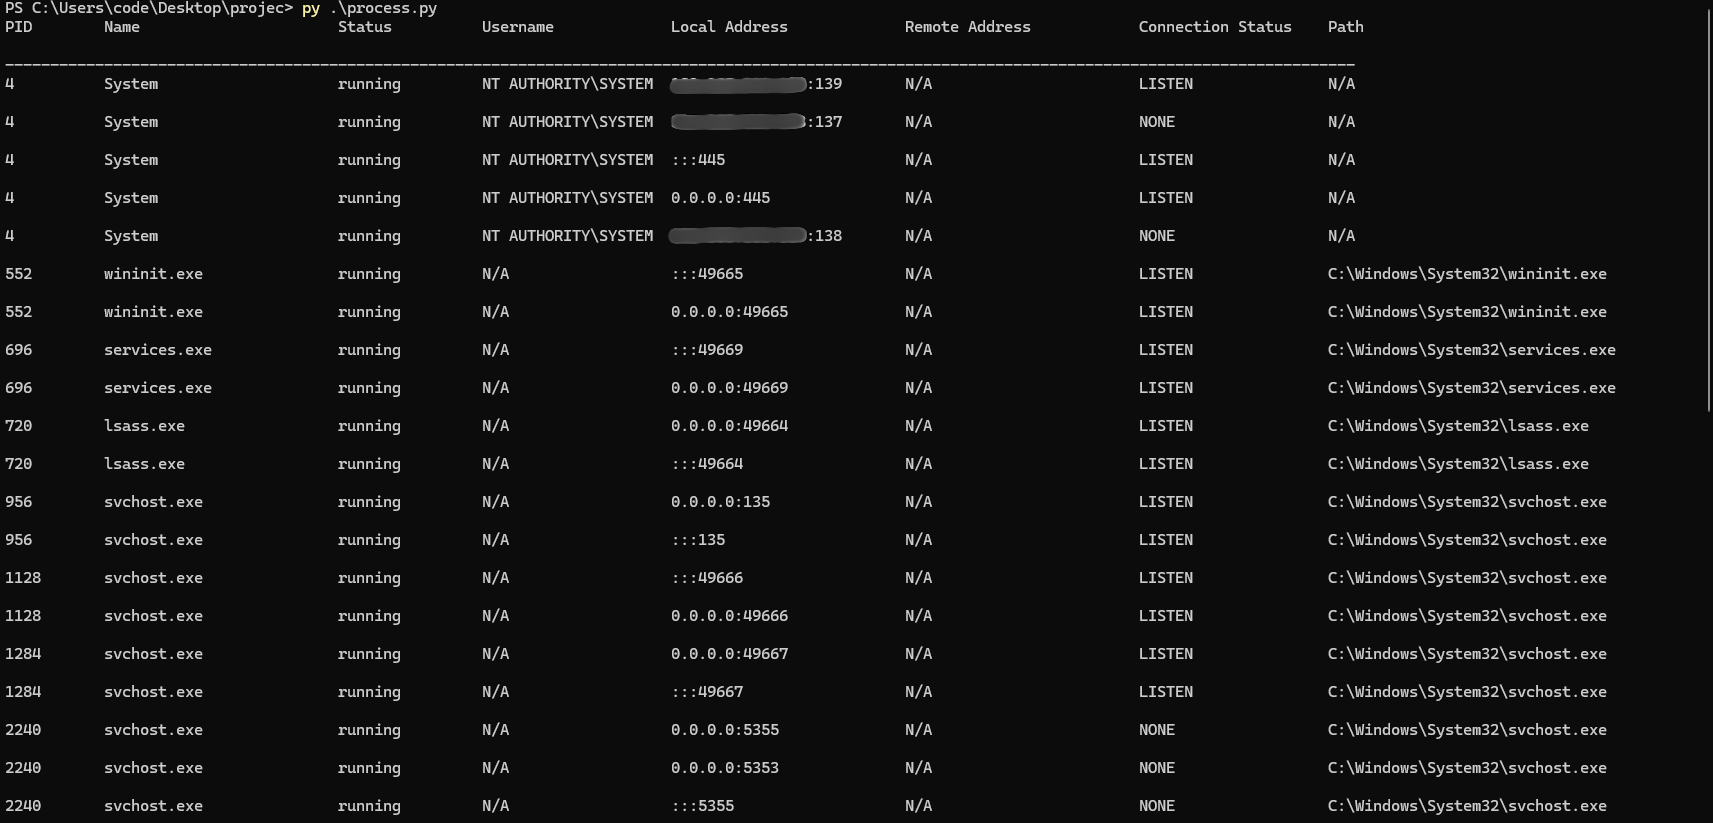 PS C:\Users\code\Desktop\projec> py .\process.py
PID Name Status Username Local Address Remote Address Connection Status Path
4 System running NT AUTHORITY\SYSTEM :139 N/A LISTEN N/A
4 System running NT AUTHORITY\SYSTEM :137 N/A NONE N/A
4 System running NT AUTHORITY\SYSTEM :::445 N/A LISTEN N/A
4 System running NT AUTHORITY\SYSTEM 0.0.0.0:445 N/A LISTEN N/A
4 System running NT AUTHORITY\SYSTEM :138 N/A NONE N/A
552 wininit.exe running N/A :::49665 N/A LISTEN C:\Windows\System32\wininit.exe
552 wininit.exe running N/A 0.0.0.0:49665 N/A LISTEN C:\Windows\System32\wininit.exe
696 services.exe running N/A :::49669 N/A LISTEN C:\Windows\System32\services.exe
696 services.exe running N/A 0.0.0.0:49669 N/A LISTEN C:\Windows\System32\services.exe
720 lsass.exe running N/A 0.0.0.0:49664 N/A LISTEN C:\Windows\System32\lsass.exe
720 lsass.exe running N/A :::49664 N/A LISTEN C:\Windows\System32\lsass.exe
956 svchost.exe running N/A 0.0.0.0:135 N/A LISTEN C:\Windows\System32\svchost.exe
956 svchost.exe running N/A :::135 N/A LISTEN C:\Windows\System32\svchost.exe
1128 svchost.exe running N/A :::49666 N/A LISTEN C:\Windows\System32\svchost.exe
1128 svchost.exe running N/A 0.0.0.0:49666 N/A LISTEN C:\Windows\System32\svchost.exe
1284 svchost.exe running N/A 0.0.0.0:49667 N/A LISTEN C:\Windows\System32\svchost.exe
1284 svchost.exe running N/A :::49667 N/A LISTEN C:\Windows\System32\svchost.exe
2240 svchost.exe running N/A 0.0.0.0:5355 N/A NONE C:\Windows\System32\svchost.exe
2240 svchost.exe running N/A 0.0.0.0:5353 N/A NONE C:\Windows\System32\svchost.exe
2240 svchost.exe running N/A :::5355 N/A NONE C:\Windows\System32\svchost.exe